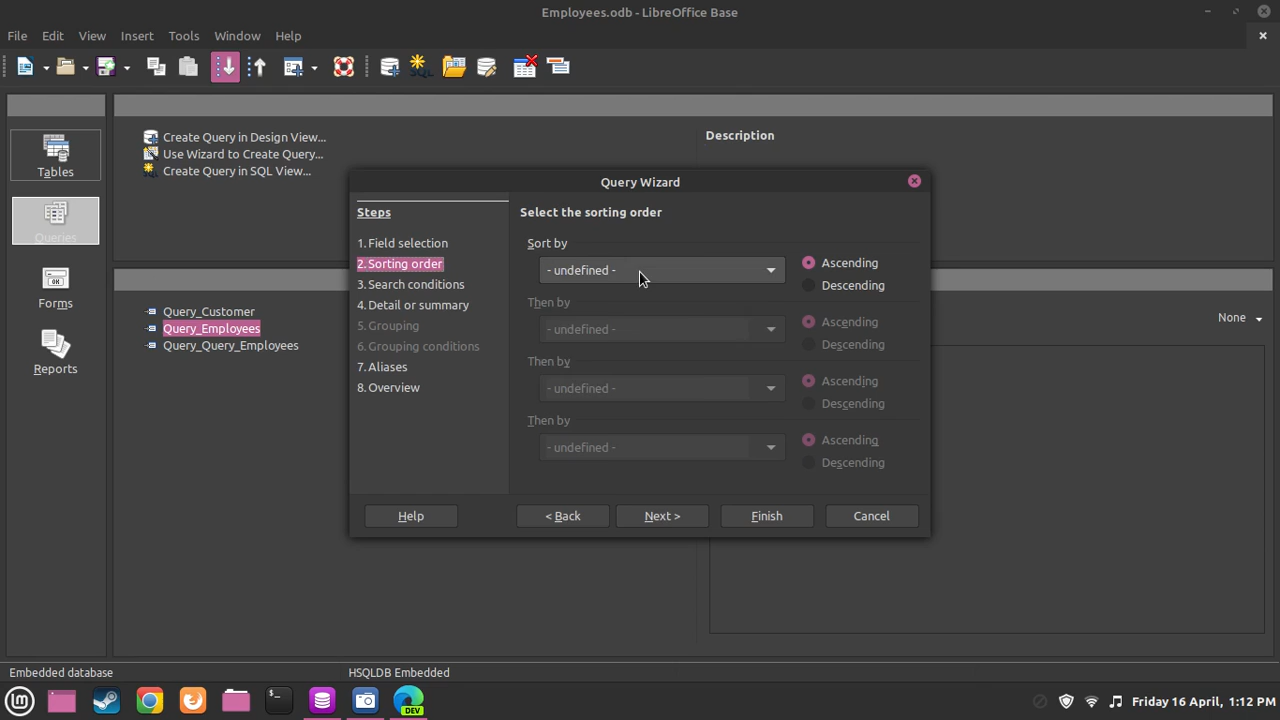 Employees.odb - LibreOffice Base
File Edit View Insert Tools Window Help
Tables
Queries
Forms
Reports
Create Query in Design View...
Use Wizard to Create Query...
Create Query in SQL View...
Description
Query_Customer
Query_Employees
Query_Query_Employees
None
Query Wizard
Steps
1. Field selection
2. Sorting order
3. Search conditions
4. Detail or summary
5. Grouping
6. Grouping conditions
7. Aliases
8. Overview
Select the sorting order
Sort by
- undefined -
Ascending
Descending
Then by
- undefined -
Ascending
Descending
Then by
- undefined -
Ascending
Descending
Then by
- undefined -
Ascending
Descending
Help < Back Next > Finish Cancel
Embedded database HSQLDB Embedded
DEV
Friday 16 April, 1:12 PM